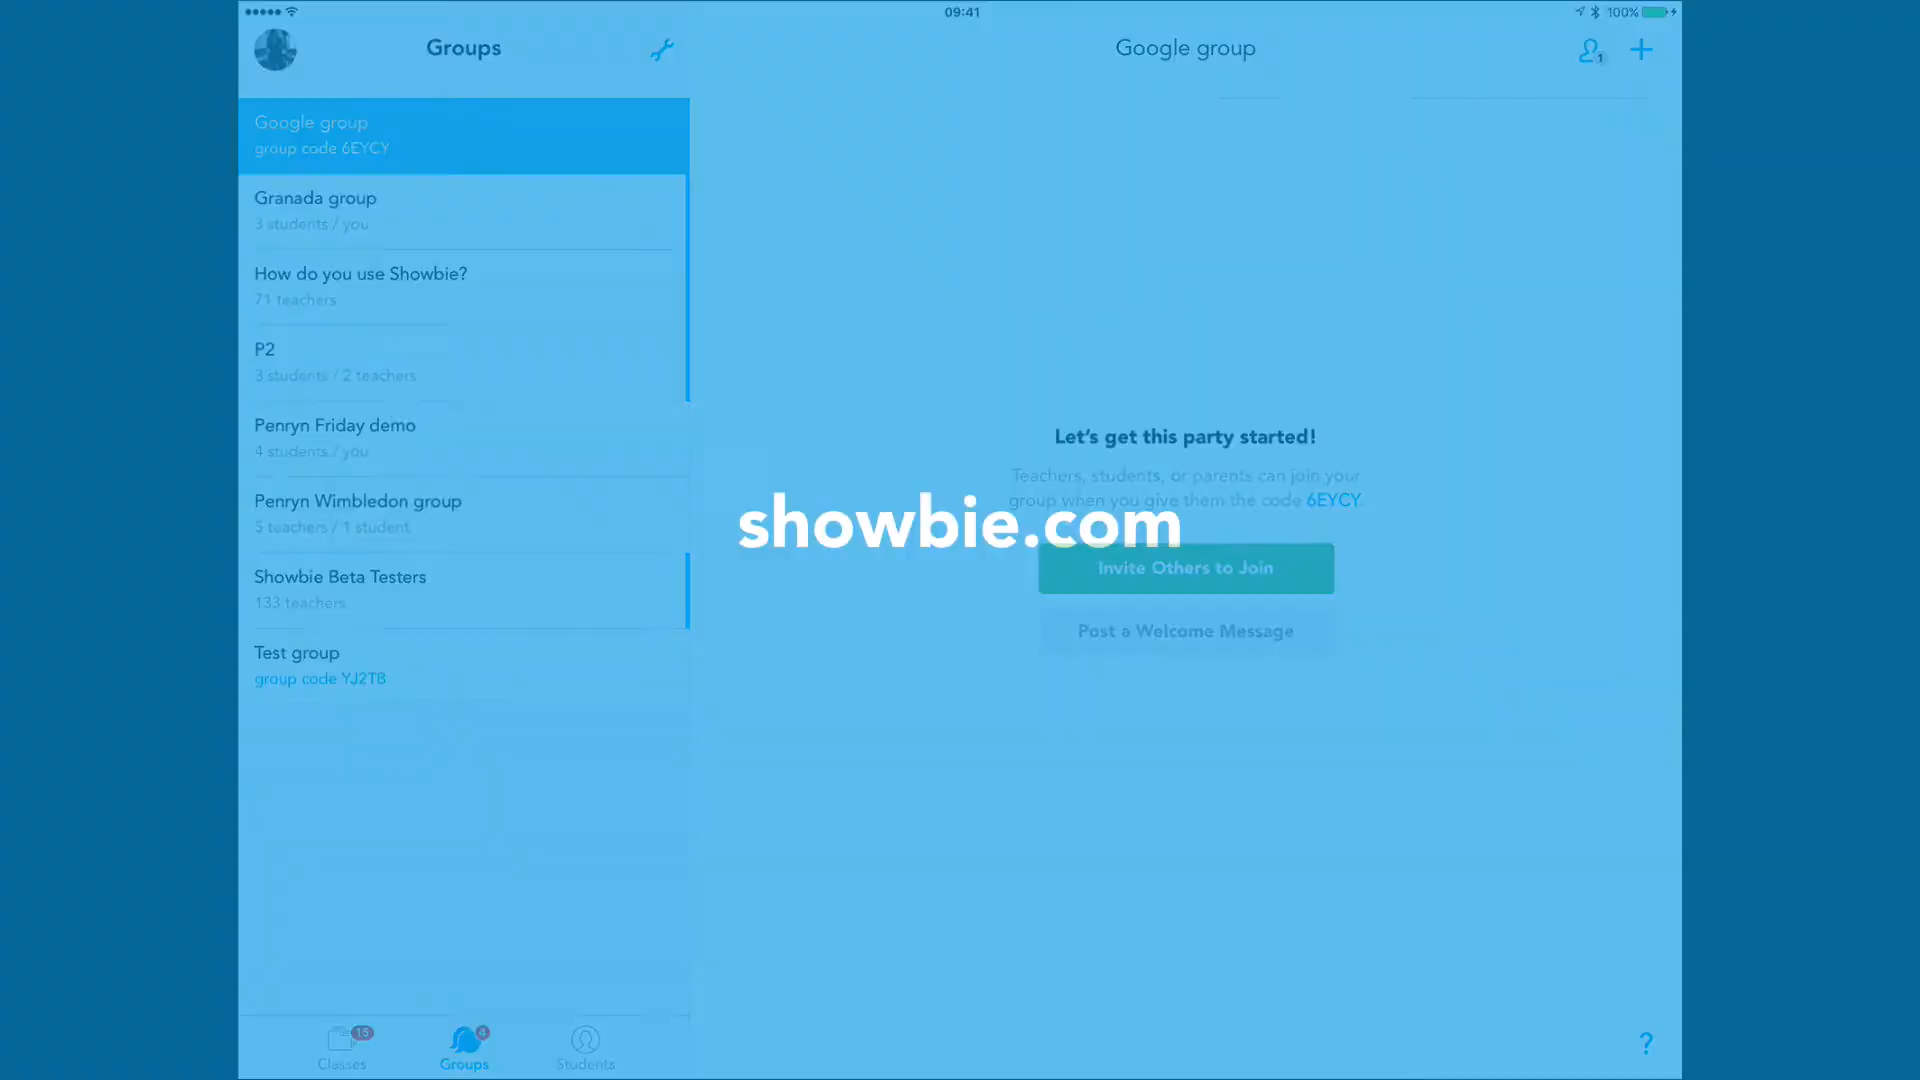 09:41
100%
Groups
Google group
1
Google group
group code 6EYCY
Granada group
3 students / you
How do you use Showbie?
71 teachers
P2
3 students / 2 teachers
Penryn Friday demo
4 students / you
Penryn Wimbledon group
5 teachers / 1 student
Showbie Beta Testers
133 teachers
Test group
group code YJ2TB
Let's get this party started!
Teachers, students, or parents can join your
group when you give them the code 6EYCY.
showbie.com
Invite Others to Join
Post a Welcome Message
15
4
Classes
Groups
Students
?